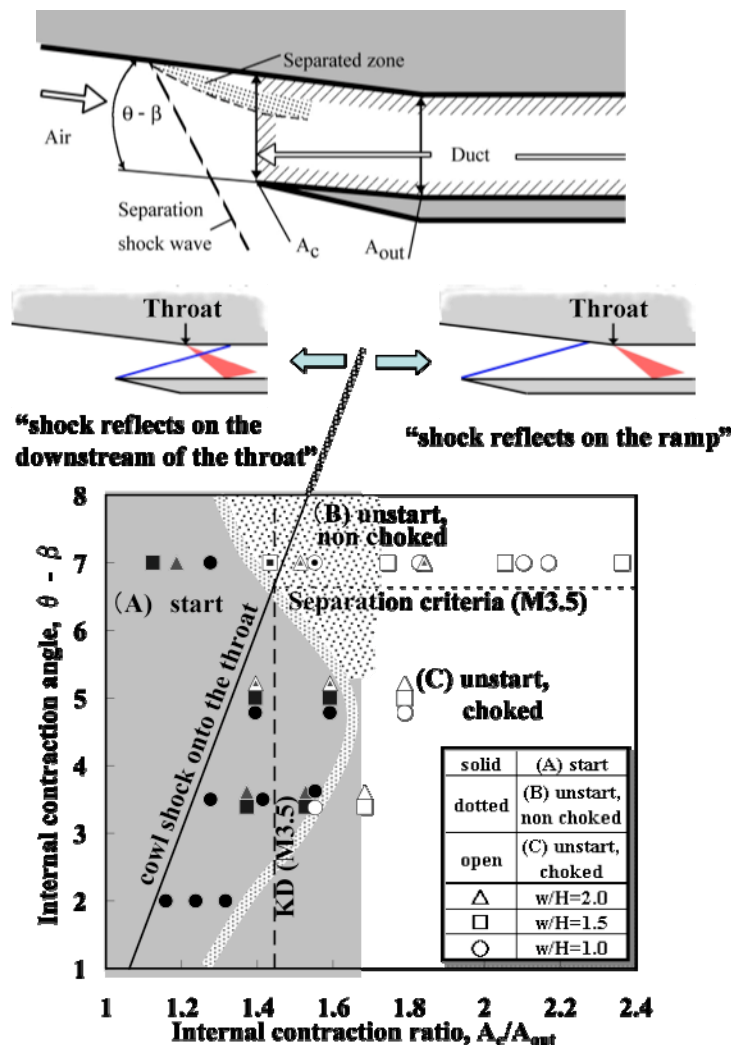 Separated zone
θ - β
Air
Duct
Separation
shock wave
A_c
A_out
Throat
Throat
“shock reflects on the
downstream of the throat”
“shock reflects on the ramp”
8
7
6
5
4
3
2
1
Internal contraction angle, θ - β
(B) unstart,
non choked
(A) start
Separation criteria (M3.5)
cowl shock onto the throat
(C) unstart,
choked
KD (M3.5)
solid (A) start
dotted (B) unstart,
non choked
open (C) unstart,
choked
△ w/H=2.0
□ w/H=1.5
○ w/H=1.0
1 1.2 1.4 1.6 1.8 2 2.2 2.4
Internal contraction ratio, A_c/A_out